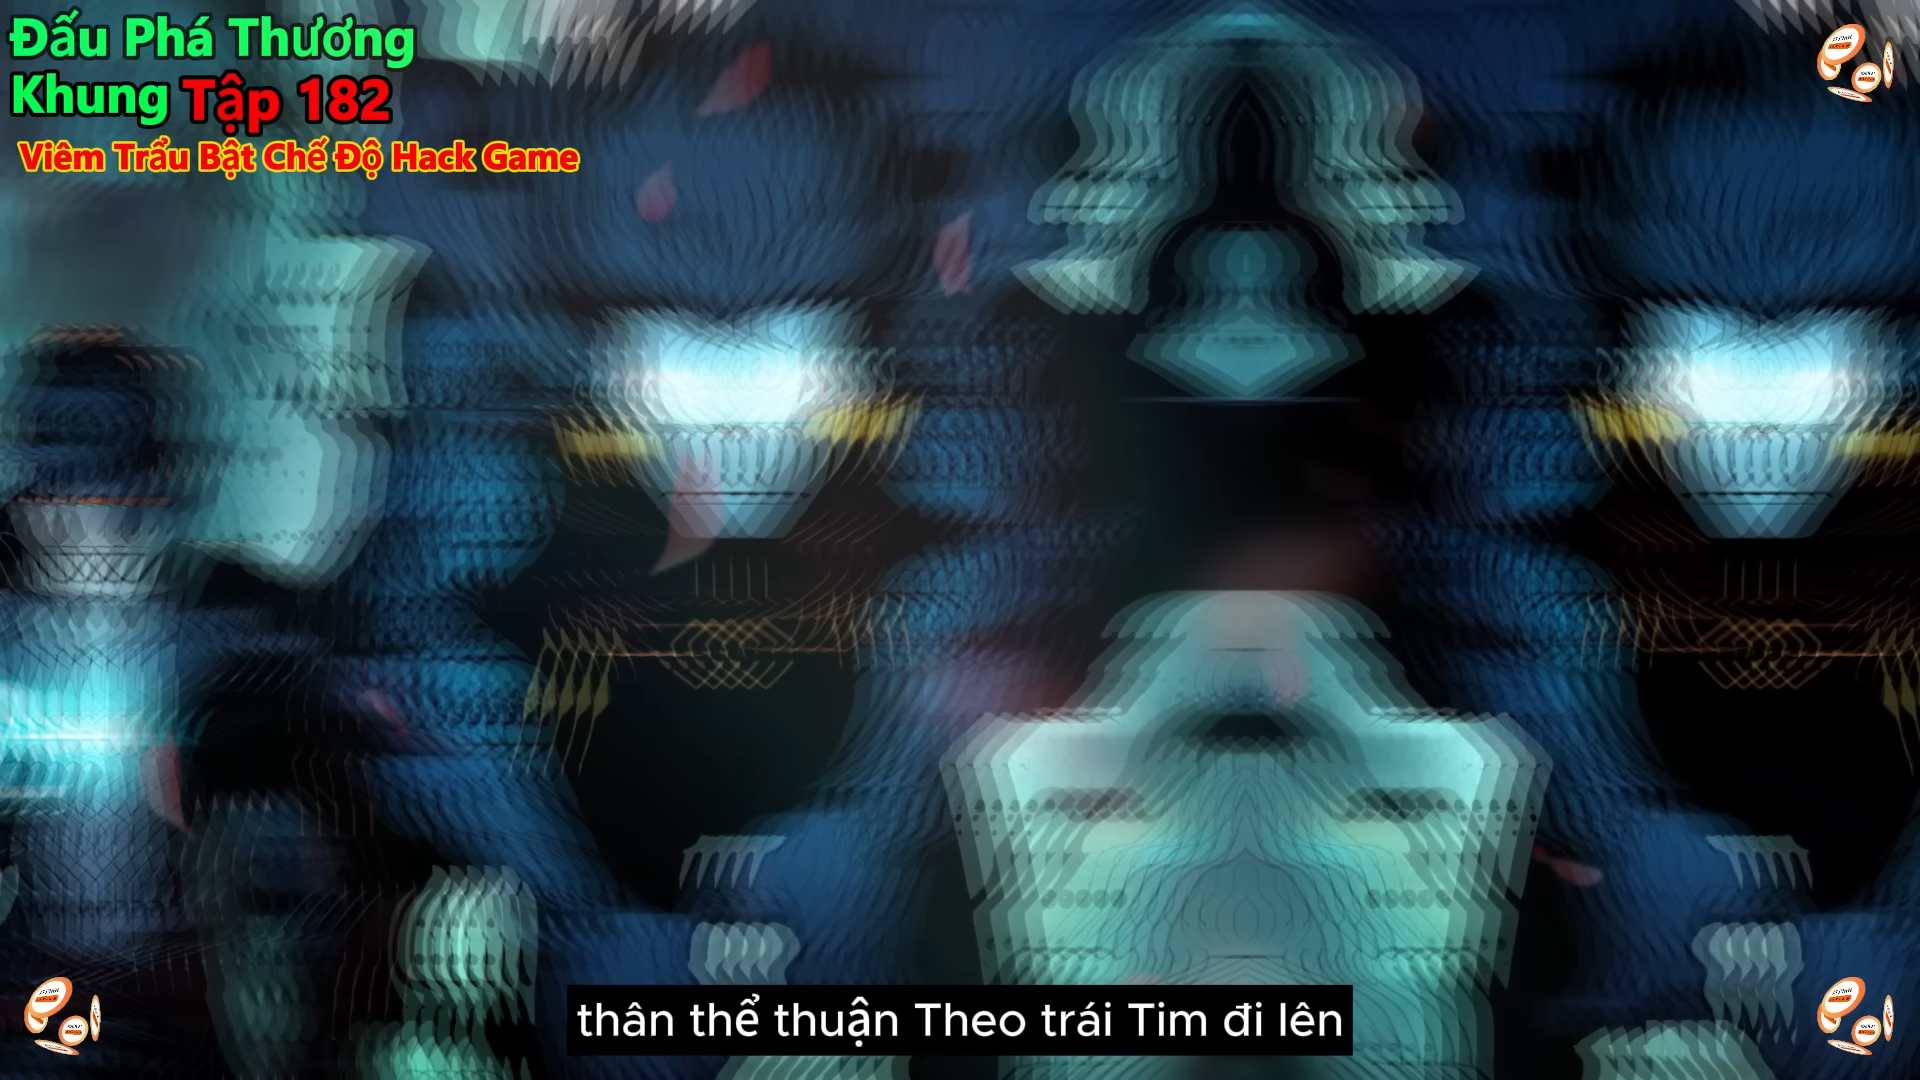 Đấu Phá Thương
Khung Tập 182
Viêm Trẩu Bật Chế Độ Hack Game
thân thể thuận Theo trái Tim đi lên